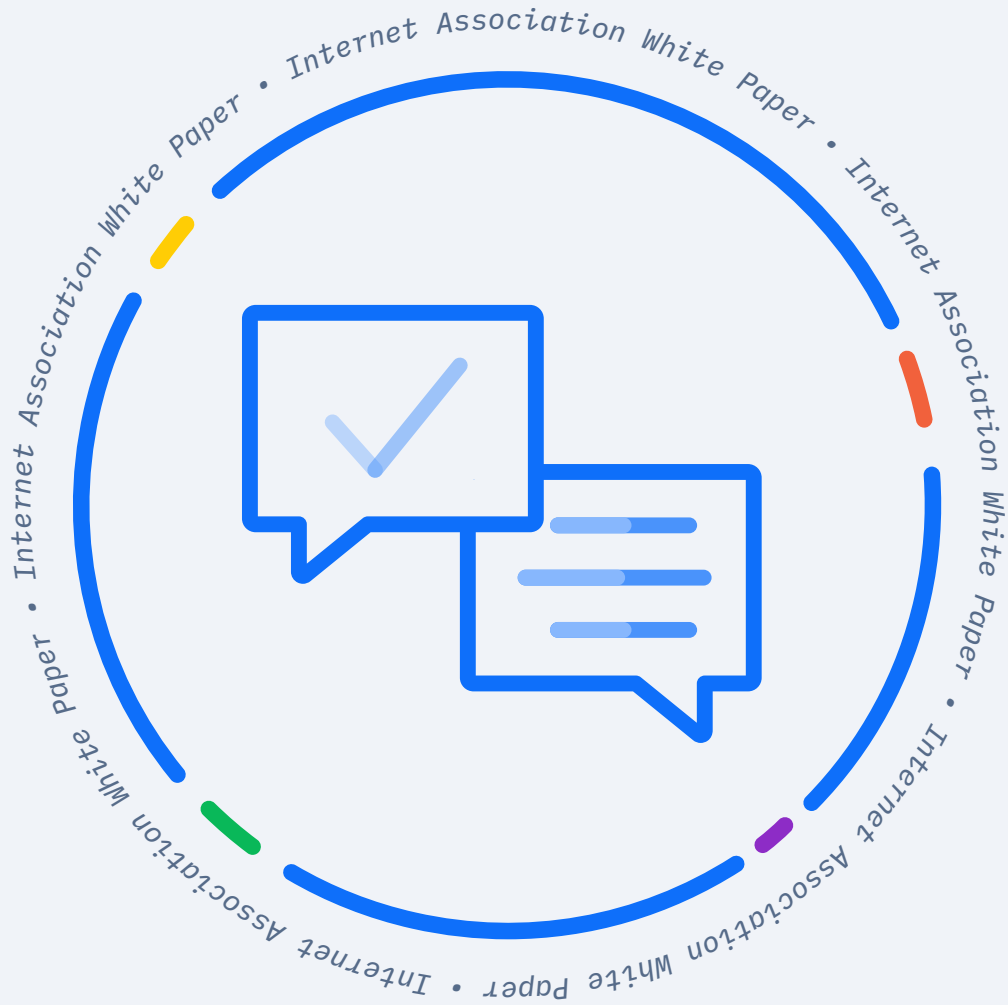 Internet Association White Paper • Internet Association White Paper • Internet Association White Paper • Internet Association White Paper • Internet Association White Paper •